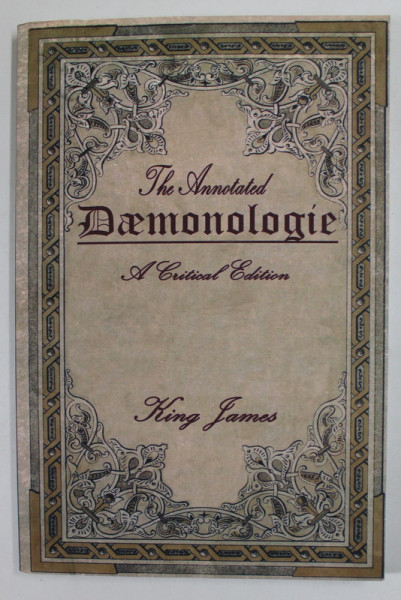 The Annotated
Dæmonologie
A Critical Edition
King James